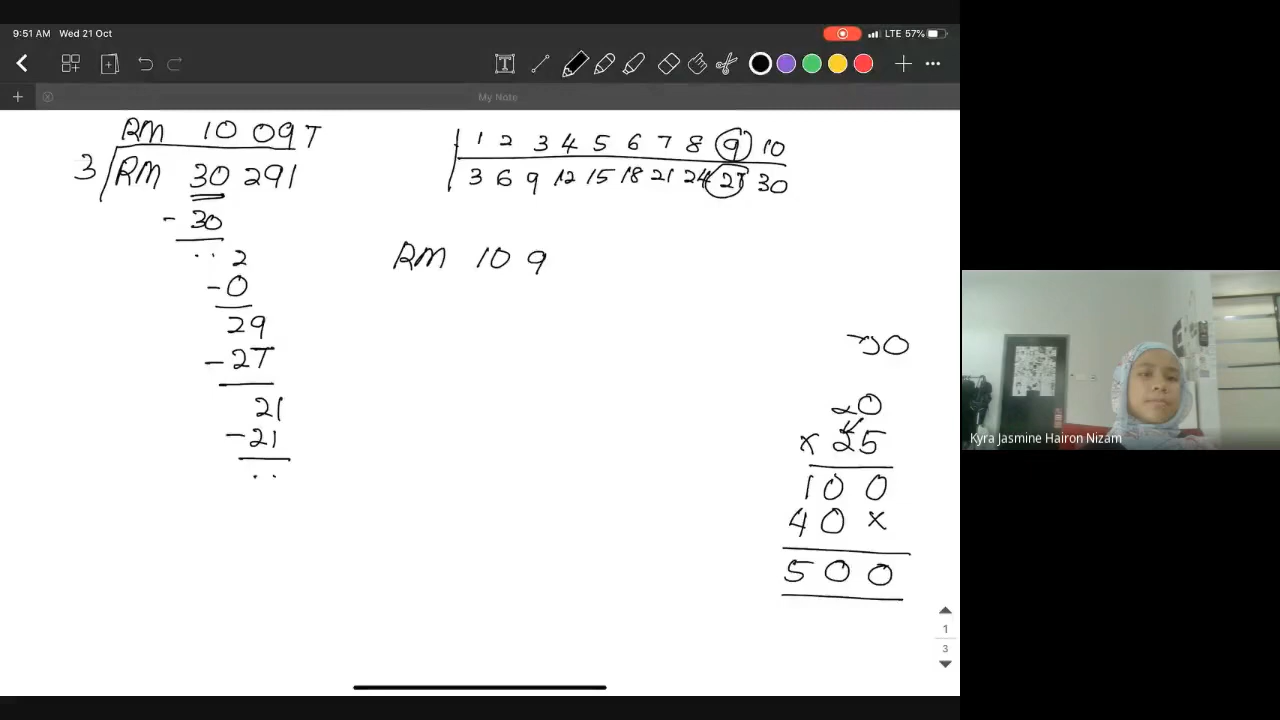 9:51 AM Wed 21 Oct
LTE 57%
My Note
RM 10 097
3 RM 30 291
- 30
2
- 0
29
- 27
21
- 21
1 2 3 4 5 6 7 8 9 10
3 6 9 12 15 18 21 24 27 30
RM 10 9
20
× 25
100
40×
500
1
3
Kyra Jasmine Hairon Nizam